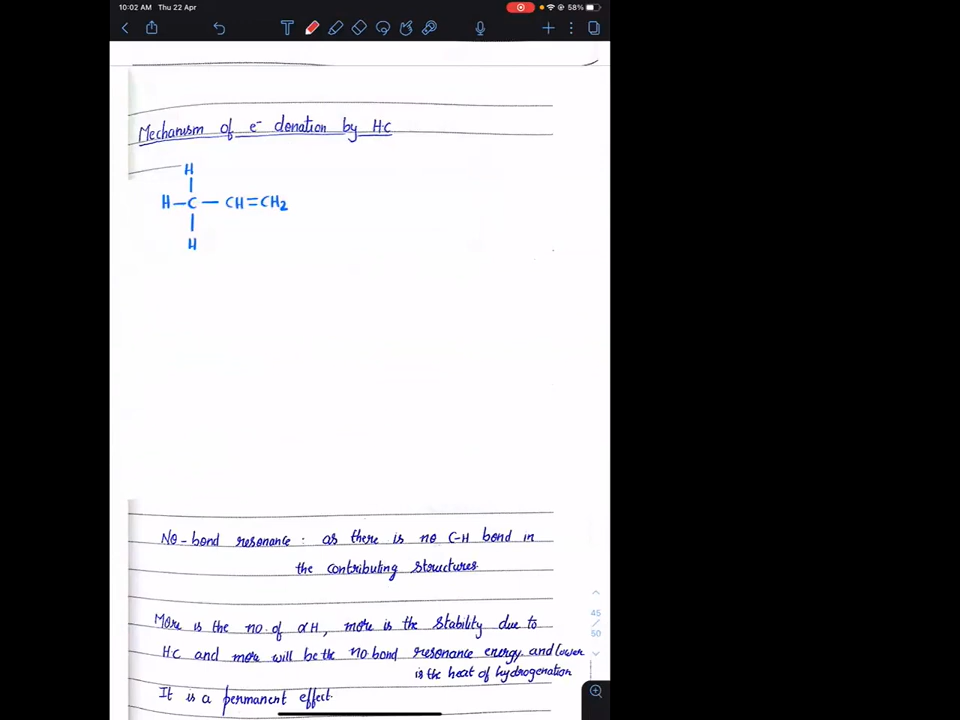 10:02 AM Thu 22 Apr
58%
T
Mechanism of e⁻ donation by H.C
H
H—C—CH=CH₂
H
No-bond resonance: as there is no C-H bond in
the contributing structures.
More is the no. of αH, more is the stability due to
HC and more will be the no bond resonance energy and lower
is the heat of hydrogenation
It is a permanent effect.
45
/
50